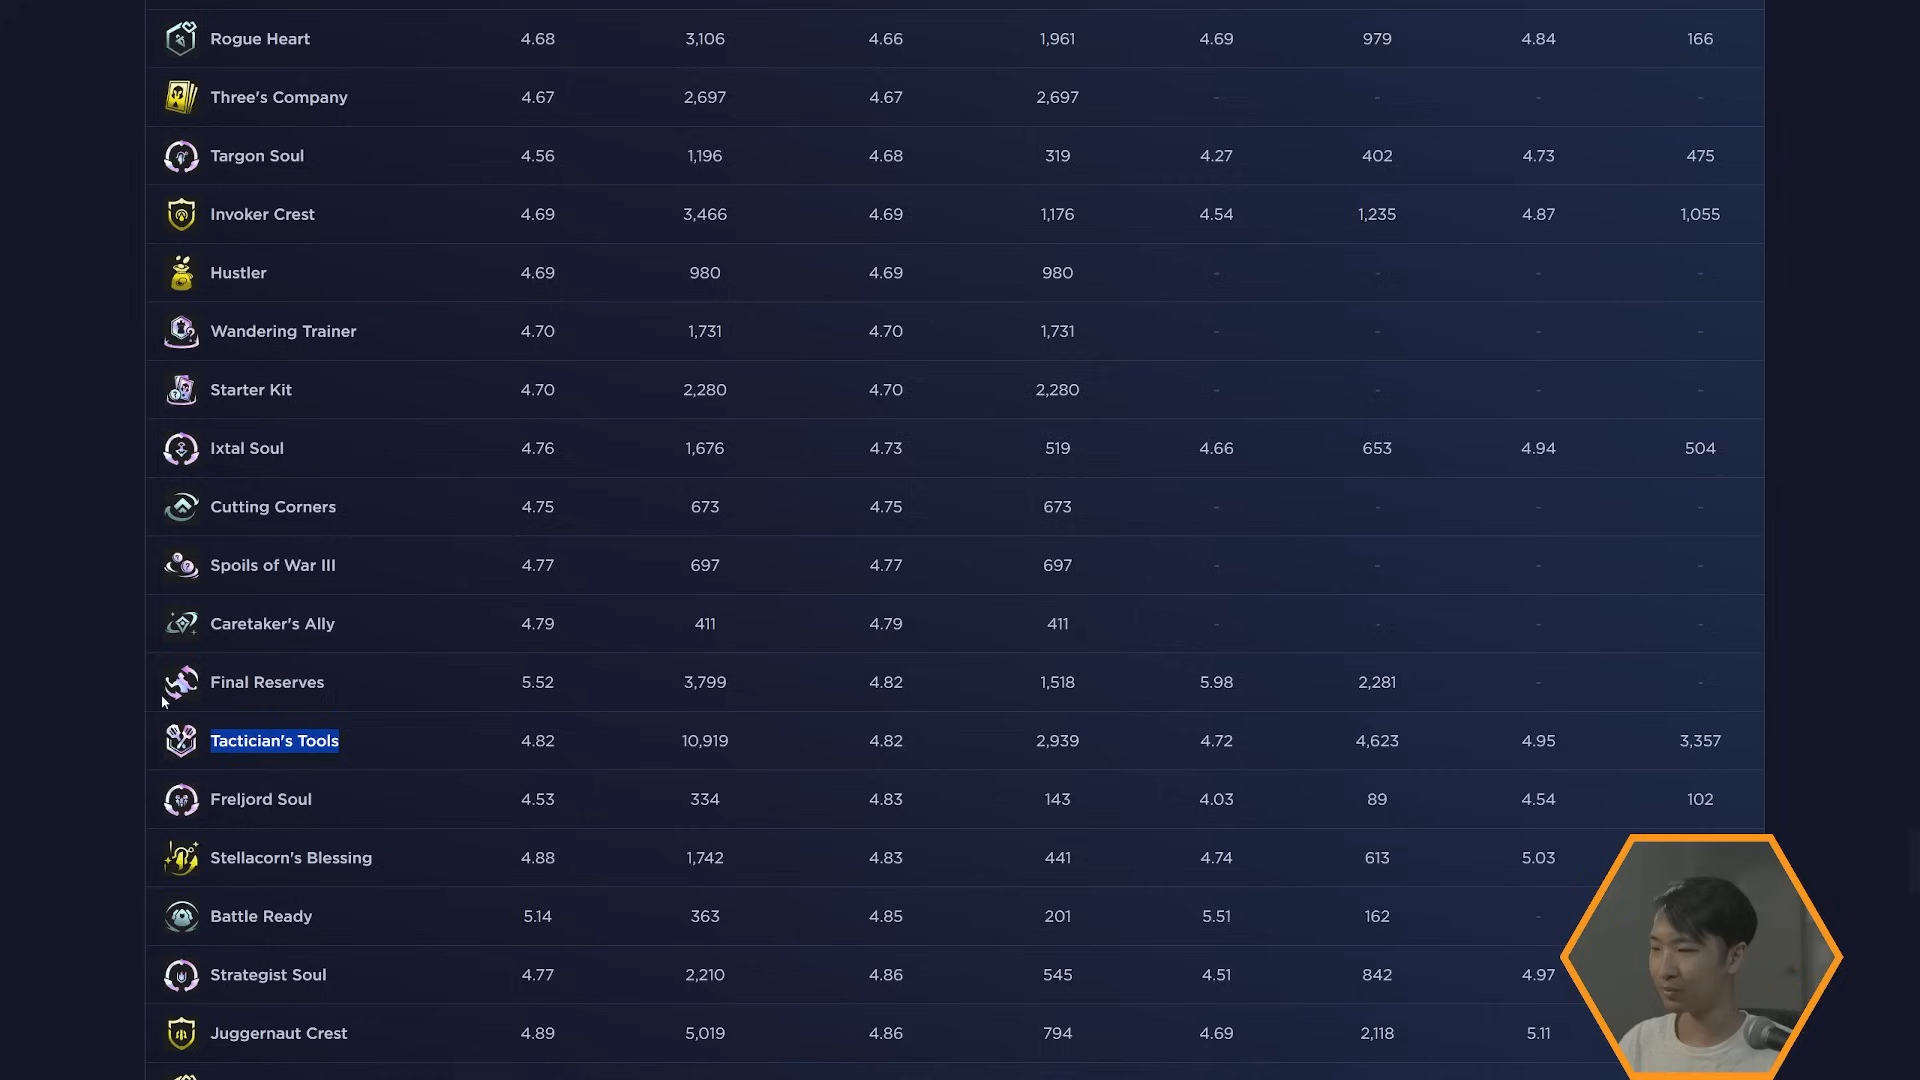 Rogue Heart 4.68 3,106 4.66 1,961 4.69 979 4.84 166
Three's Company 4.67 2,697 4.67 2,697 - - - -
Targon Soul 4.56 1,196 4.68 319 4.27 402 4.73 475
Invoker Crest 4.69 3,466 4.69 1,176 4.54 1,235 4.87 1,055
Hustler 4.69 980 4.69 980 - - - -
Wandering Trainer 4.70 1,731 4.70 1,731 - - - -
Starter Kit 4.70 2,280 4.70 2,280 - - - -
Ixtal Soul 4.76 1,676 4.73 519 4.66 653 4.94 504
Cutting Corners 4.75 673 4.75 673 - - - -
Spoils of War III 4.77 697 4.77 697 - - - -
Caretaker's Ally 4.79 411 4.79 411 - - - -
Final Reserves 5.52 3,799 4.82 1,518 5.98 2,281 - -
Tactician's Tools 4.82 10,919 4.82 2,939 4.72 4,623 4.95 3,357
Freljord Soul 4.53 334 4.83 143 4.03 89 4.54 102
Stellacorn's Blessing 4.88 1,742 4.83 441 4.74 613 5.03
Battle Ready 5.14 363 4.85 201 5.51 162 -
Strategist Soul 4.77 2,210 4.86 545 4.51 842 4.97
Juggernaut Crest 4.89 5,019 4.86 794 4.69 2,118 5.11